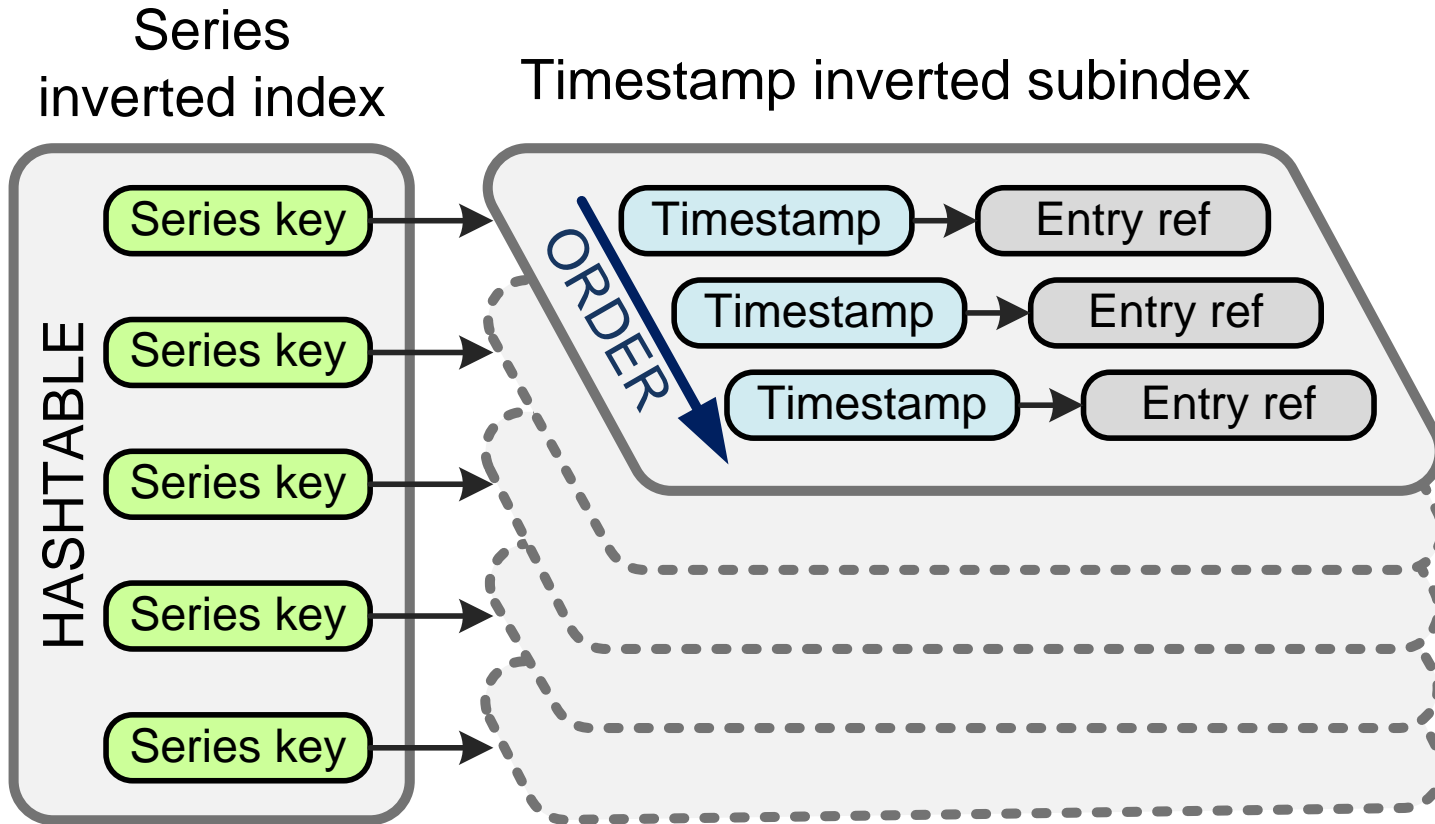 Series
inverted index
Timestamp inverted subindex
HASHTABLE
Series key
Series key
Series key
Series key
Series key
ORDER
Timestamp
Entry ref
Timestamp
Entry ref
Timestamp
Entry ref